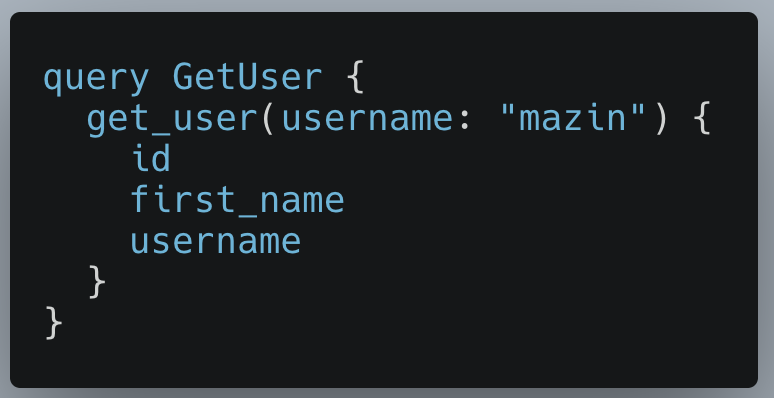 query GetUser {
  get_user(username: "mazin") {
    id
    first_name
    username
  }
}